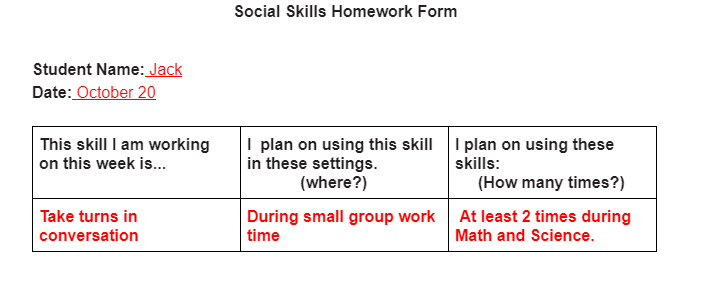 Social Skills Homework Form
Student Name: Jack
Date: October 20
This skill I am working
on this week is...
I  plan on using this skill
in these settings.
(where?)
I plan on using these
skills:
(How many times?)
Take turns in
conversation
During small group work
time
At least 2 times during
Math and Science.